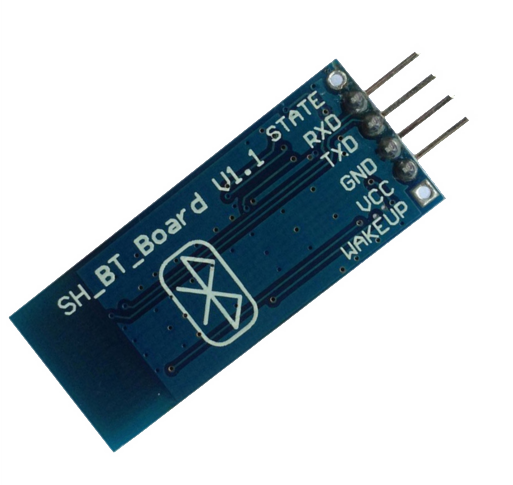 SH_BT_Board V1.1
STATE
RXD
TXD
GND
VCC
WAKEUP